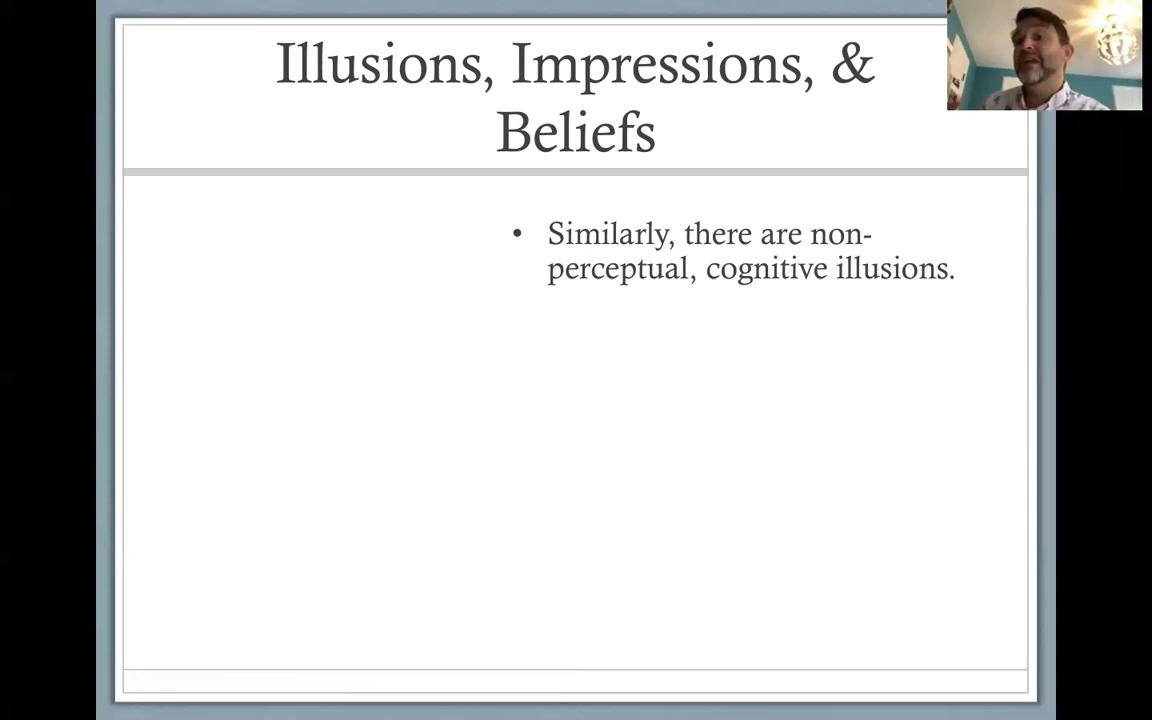 Illusions, Impressions, &
Beliefs
• Similarly, there are non-
perceptual, cognitive illusions.